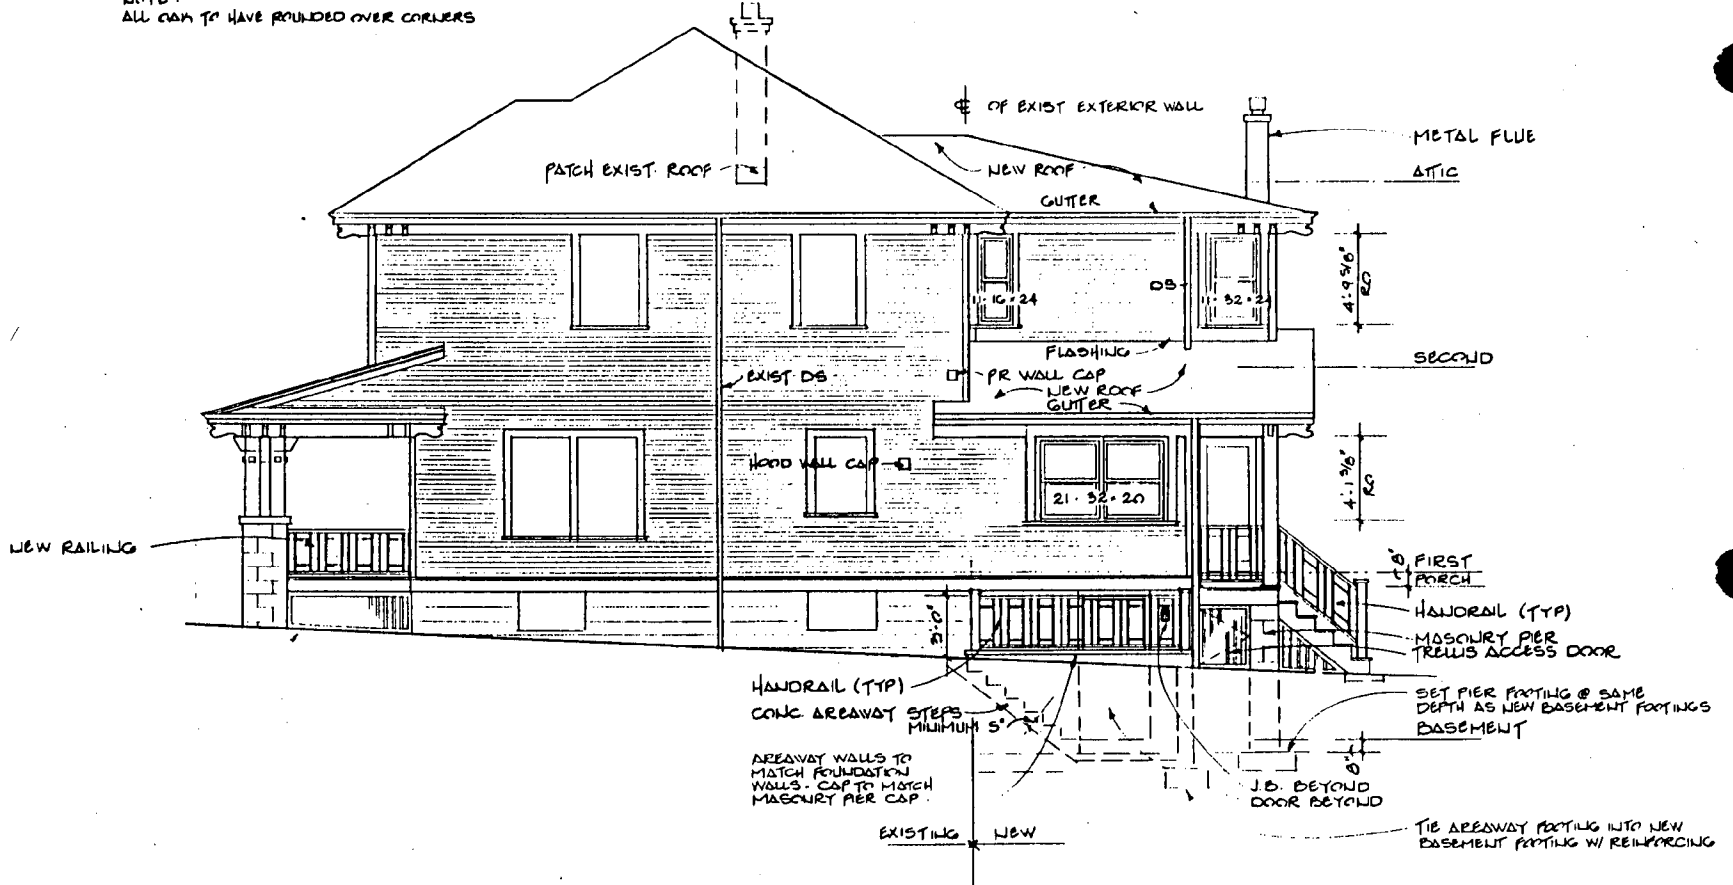 NOTE:
ALL OAK TO HAVE ROUNDED OVER CORNERS
℄ OF EXIST EXTERIOR WALL
METAL FLUE
PATCH EXIST. ROOF
NEW ROOF
ATTIC
GUTTER
4'-9 5/8"
RO
DS
11·16·24
11·32·24
FLASHING
SECOND
EXIST DS
PR WALL CAP
NEW ROOF
GUTTER
HOOD WALL CAP
21·32·20
4'-1 3/8"
RO
NEW RAILING
8"
FIRST
PORCH
3'-0"
HANDRAIL (TYP)
MASONRY PIER
TRELLIS ACCESS DOOR
HANDRAIL (TYP)
CONC. AREAWAY STEPS
MINIMUM 5"
SET PIER FOOTING @ SAME
DEPTH AS NEW BASEMENT FOOTINGS
BASEMENT
8"
AREAWAY WALLS TO
MATCH FOUNDATION
WALLS. CAP TO MATCH
MASONRY PIER CAP.
J.B. BEYOND
DOOR BEYOND
EXISTING
NEW
TIE AREAWAY FOOTING INTO NEW
BASEMENT FOOTING W/ REINFORCING